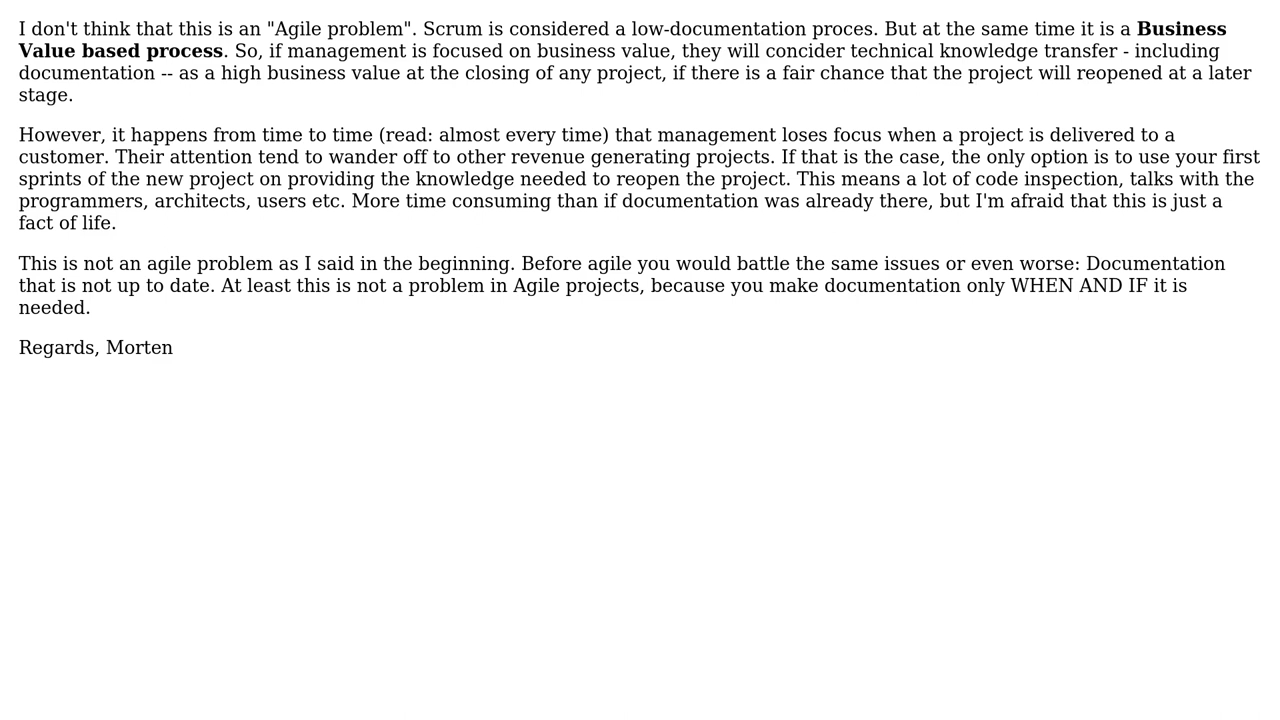 I don't think that this is an "Agile problem". Scrum is considered a low-documentation proces. But at the same time it is a Business
Value based process. So, if management is focused on business value, they will concider technical knowledge transfer - including
documentation -- as a high business value at the closing of any project, if there is a fair chance that the project will reopened at a later
stage.
However, it happens from time to time (read: almost every time) that management loses focus when a project is delivered to a
customer. Their attention tend to wander off to other revenue generating projects. If that is the case, the only option is to use your first
sprints of the new project on providing the knowledge needed to reopen the project. This means a lot of code inspection, talks with the
programmers, architects, users etc. More time consuming than if documentation was already there, but I'm afraid that this is just a
fact of life.
This is not an agile problem as I said in the beginning. Before agile you would battle the same issues or even worse: Documentation
that is not up to date. At least this is not a problem in Agile projects, because you make documentation only WHEN AND IF it is
needed.
Regards, Morten